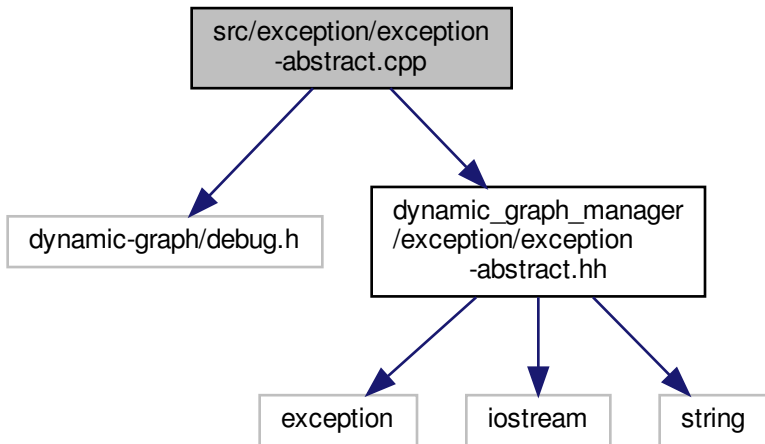 src/exception/exception
-abstract.cpp
dynamic-graph/debug.h
dynamic_graph_manager
/exception/exception
-abstract.hh
exception
iostream
string